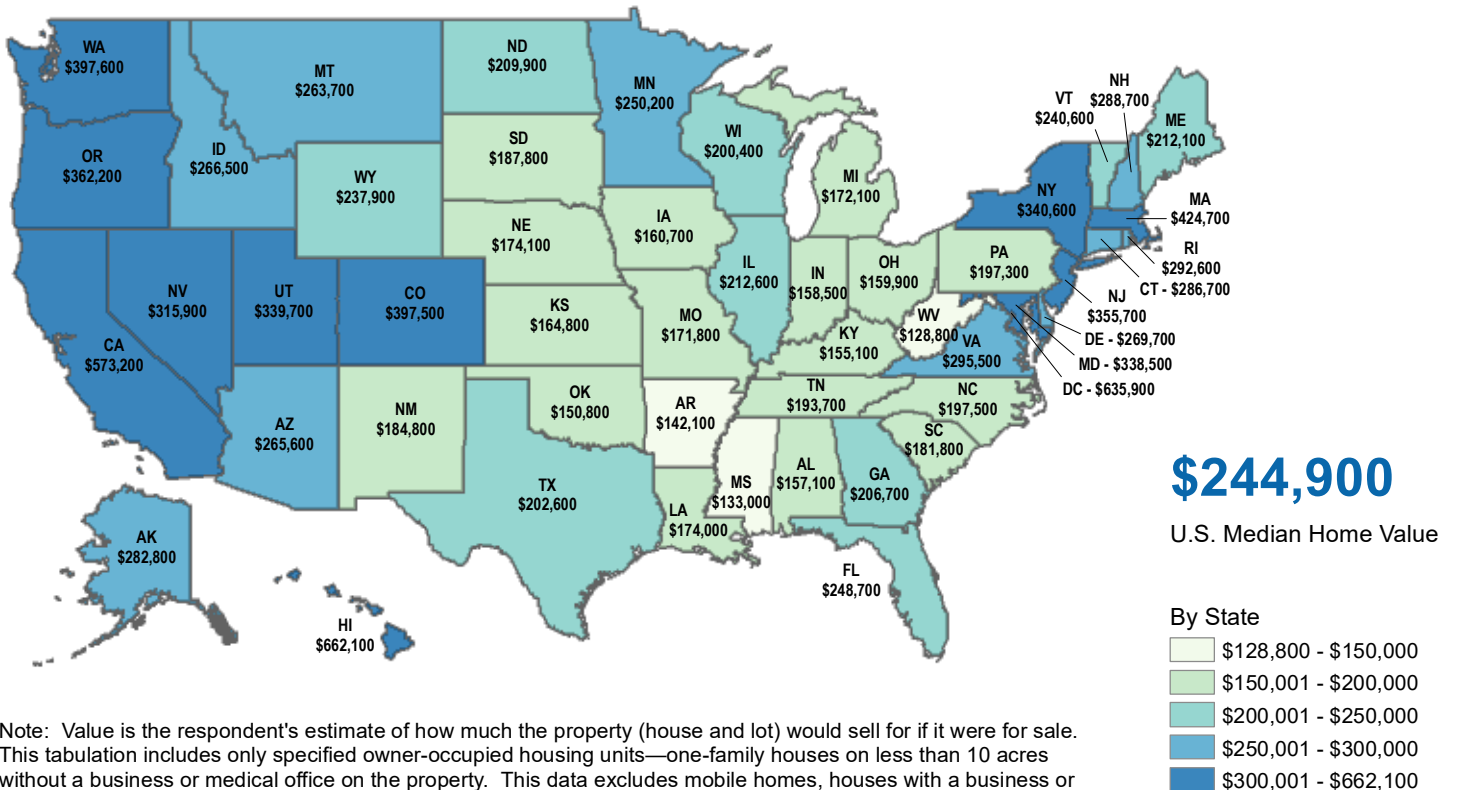 WA
$397,600
MT
$263,700
ND
$209,900
MN
$250,200
OR
$362,200
ID
$266,500
WY
$237,900
SD
$187,800
WI
$200,400
MI
$172,100
VT
$240,600
NH
$288,700
ME
$212,100
NY
$340,600
MA
$424,700
RI
$292,600
CT - $286,700
NJ
$355,700
DE - $269,700
MD - $338,500
DC - $635,900
CA
$573,200
NV
$315,900
UT
$339,700
CO
$397,500
NE
$174,100
IA
$160,700
IL
$212,600
IN
$158,500
OH
$159,900
PA
$197,300
KS
$164,800
MO
$171,800
KY
$155,100
WV
$128,800
VA
$295,500
AZ
$265,600
NM
$184,800
OK
$150,800
AR
$142,100
TN
$193,700
NC
$197,500
SC
$181,800
TX
$202,600
LA
$174,000
MS
$133,000
AL
$157,100
GA
$206,700
FL
$248,700
AK
$282,800
HI
$662,100
$244,900
U.S. Median Home Value
By State
$128,800 - $150,000
$150,001 - $200,000
$200,001 - $250,000
$250,001 - $300,000
$300,001 - $662,100
Note: Value is the respondent's estimate of how much the property (house and lot) would sell for if it were for sale.
This tabulation includes only specified owner-occupied housing units—one-family houses on less than 10 acres
without a business or medical office on the property. This data excludes mobile homes, houses with a business or